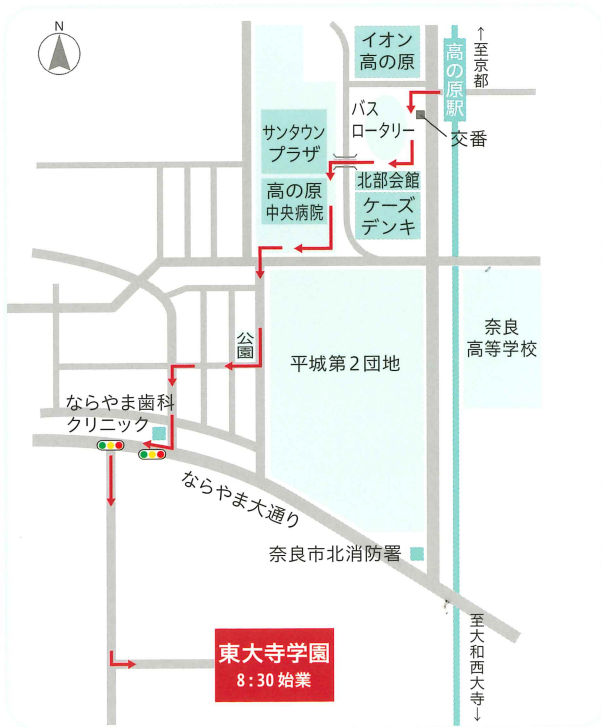 N
イオン
高の原
↑至京都
高の原駅
バス
ロータリー
交番
サンタウン
プラザ
北部会館
高の原
中央病院
ケーズ
デンキ
奈良
高等学校
公園
平城第2団地
ならやま歯科
クリニック
ならやま大通り
奈良市北消防署
至大和西大寺↓
東大寺学園
8:30 始業